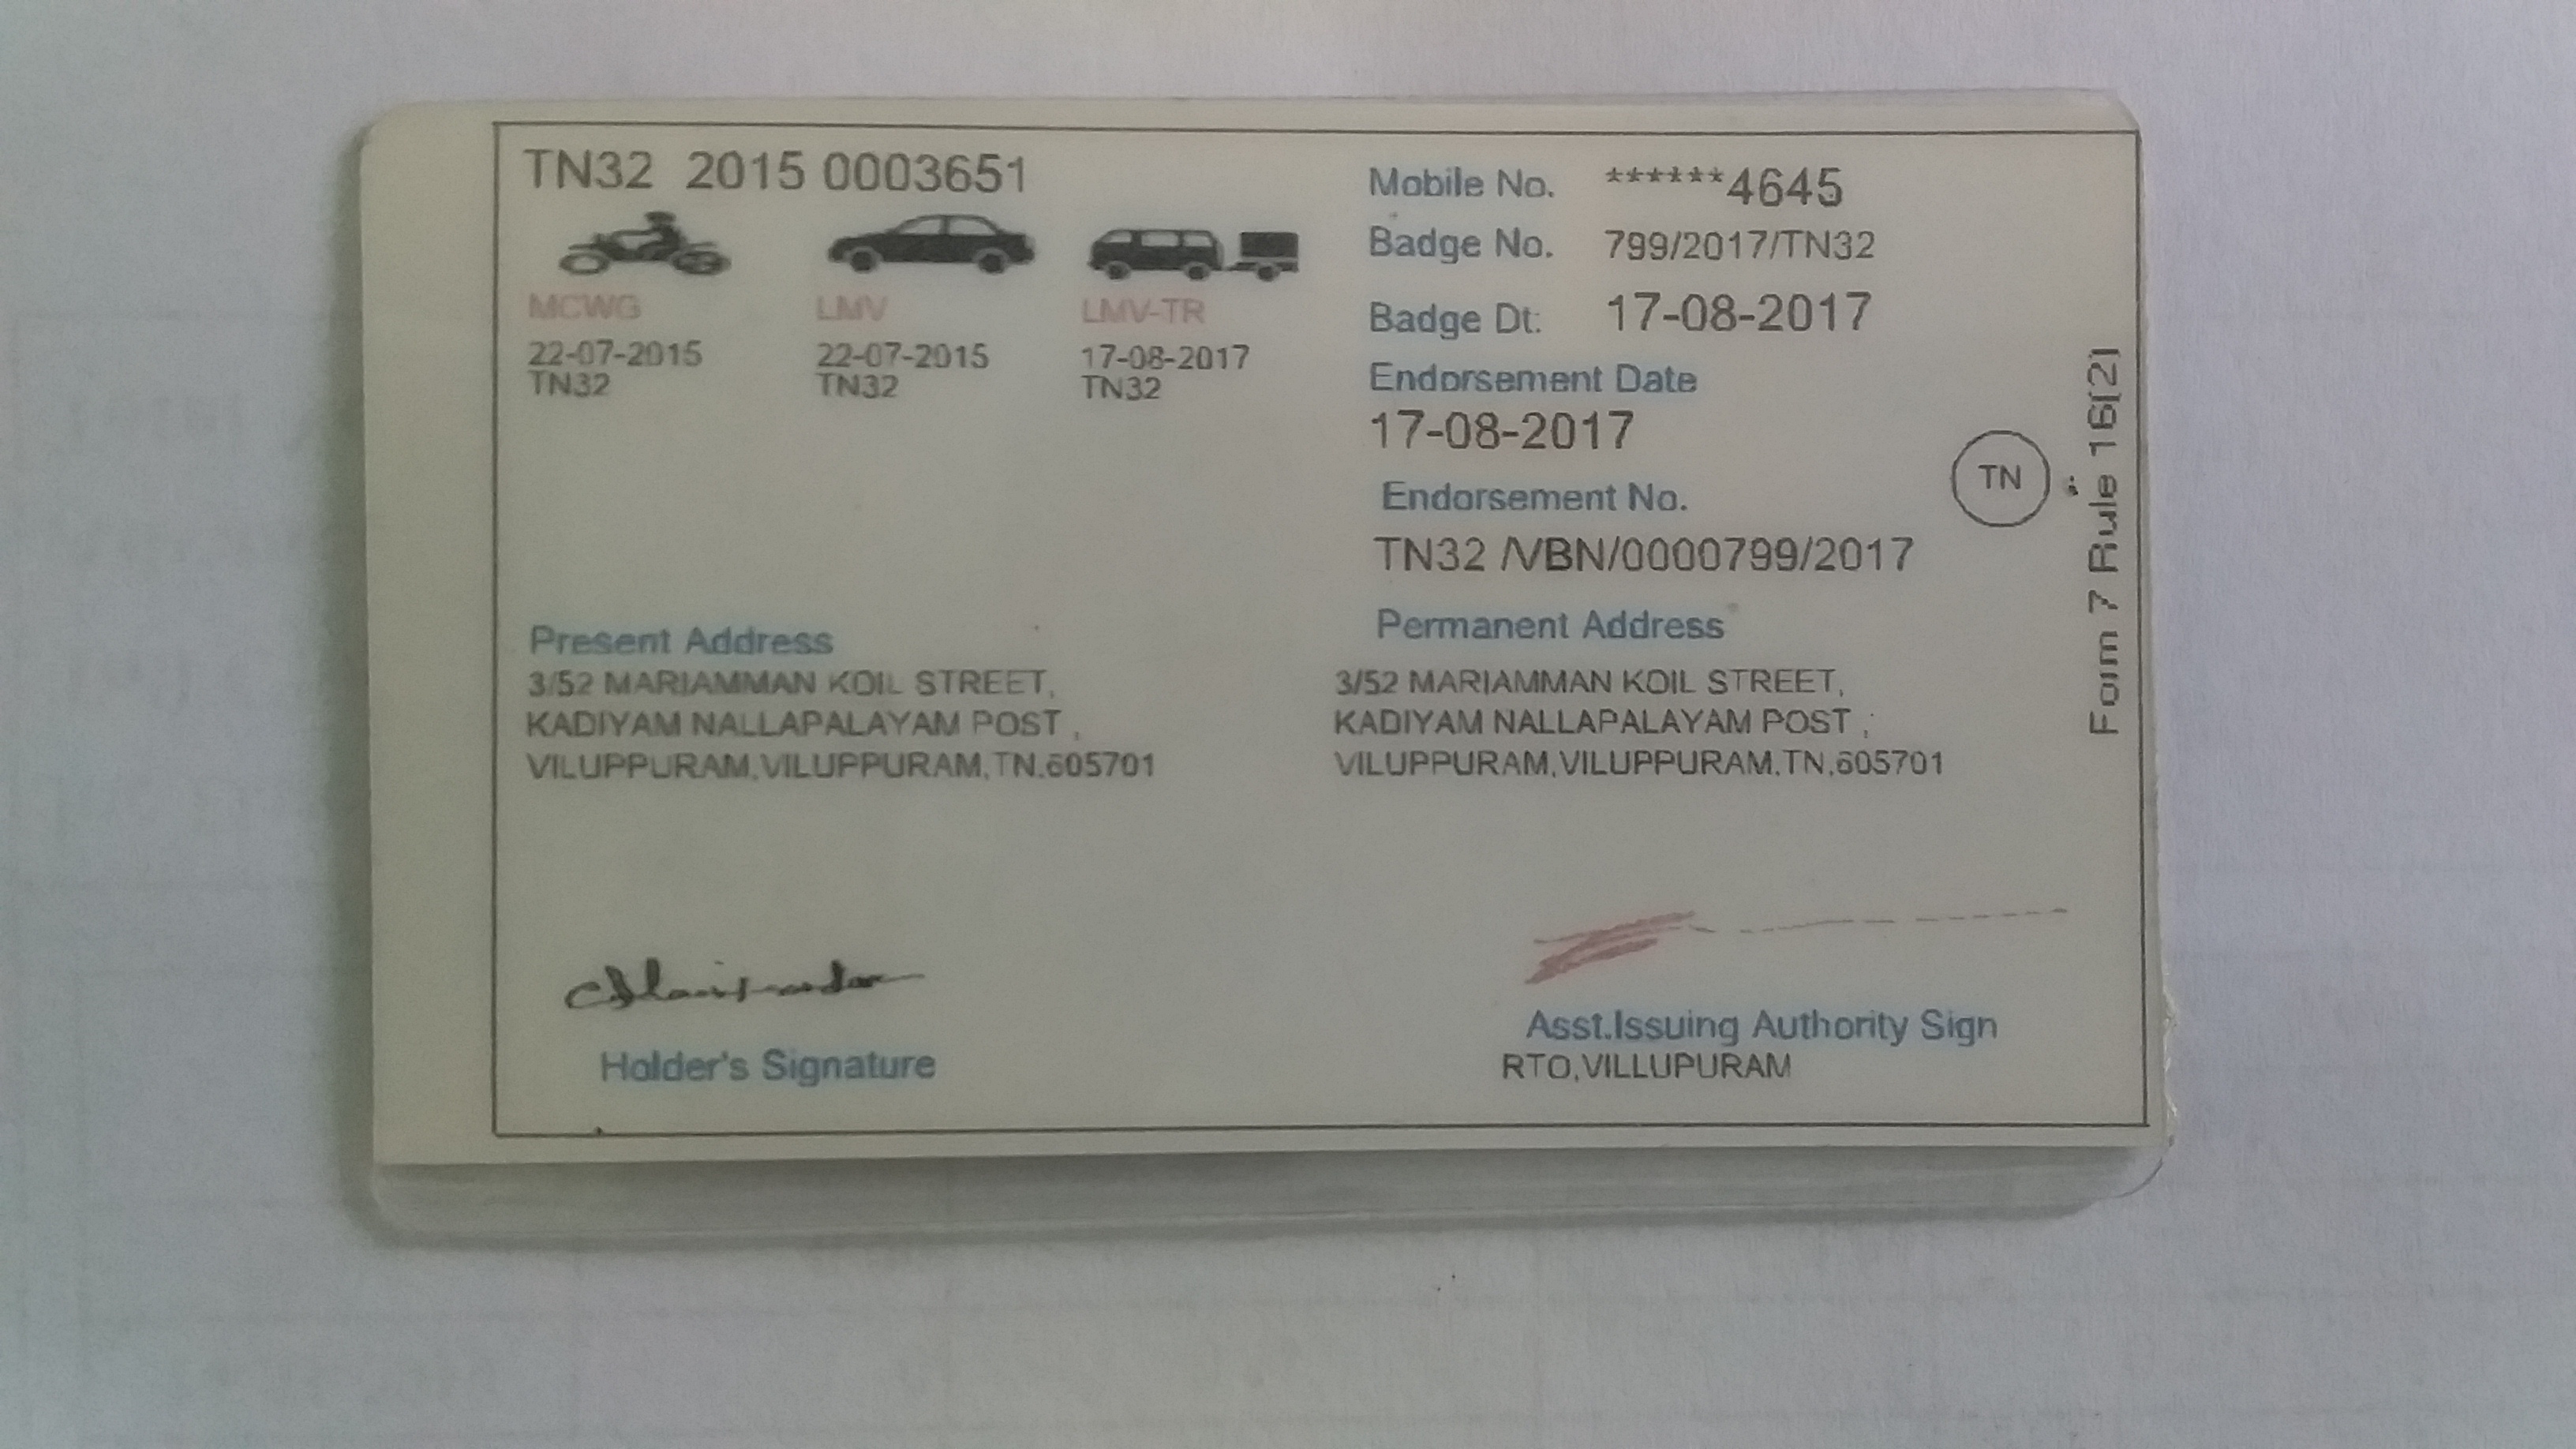 TN32 2015 0003651
MCWG LMV LMV-TR
22-07-2015 22-07-2015 17-08-2017
TN32 TN32 TN32
Mobile No. ******4645
Badge No. 799/2017/TN32
Badge Dt: 17-08-2017
Endorsement Date
17-08-2017
Endorsement No.
TN32 /VBN/0000799/2017
TN
Form 7 Rule 16(2)
Present Address
3/52 MARIAMMAN KOIL STREET,
KADIYAM NALLAPALAYAM POST ,
VILUPPURAM,VILUPPURAM,TN,605701
Permanent Address
3/52 MARIAMMAN KOIL STREET,
KADIYAM NALLAPALAYAM POST ,
VILUPPURAM,VILUPPURAM,TN,605701
Holder's Signature
Asst.Issuing Authority Sign
RTO,VILLUPURAM